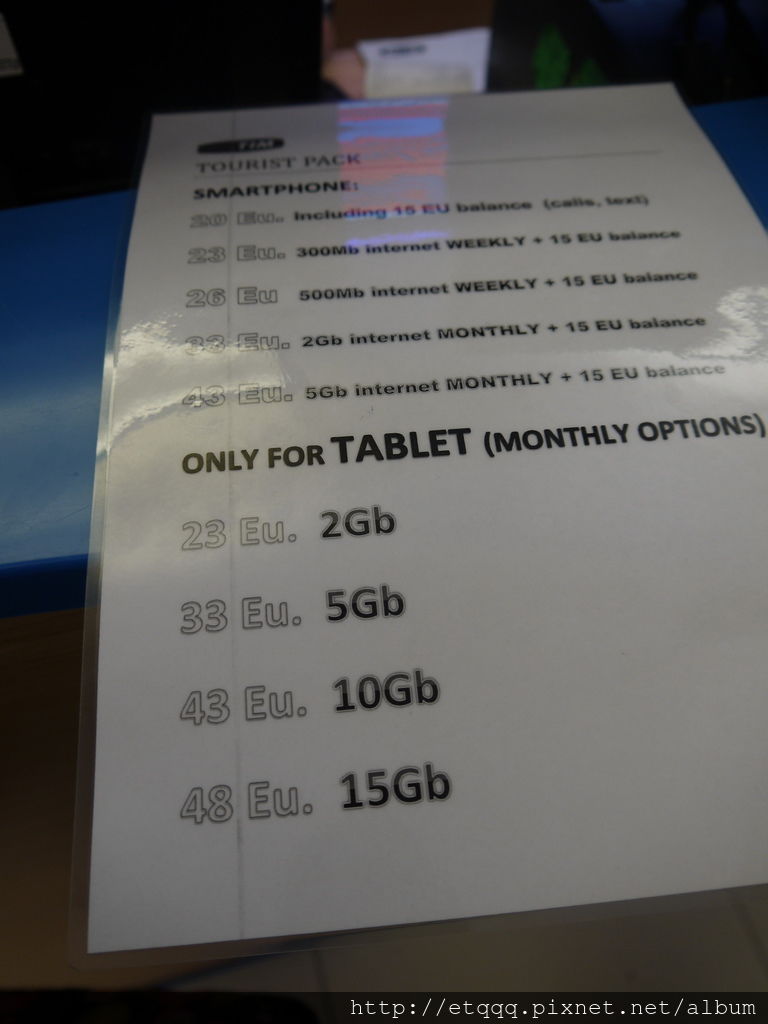 TIM
TOURIST PACK
SMARTPHONE:
20 Eu. Including 15 EU balance (calls, text)
23 Eu. 300Mb internet WEEKLY + 15 EU balance
26 Eu 500Mb internet WEEKLY + 15 EU balance
33 Eu. 2Gb internet MONTHLY + 15 EU balance
43 Eu. 5Gb internet MONTHLY + 15 EU balance
ONLY FOR TABLET (MONTHLY OPTIONS)
23 Eu. 2Gb
33 Eu. 5Gb
43 Eu. 10Gb
48 Eu. 15Gb
http://etqqq.pixnet.net/album